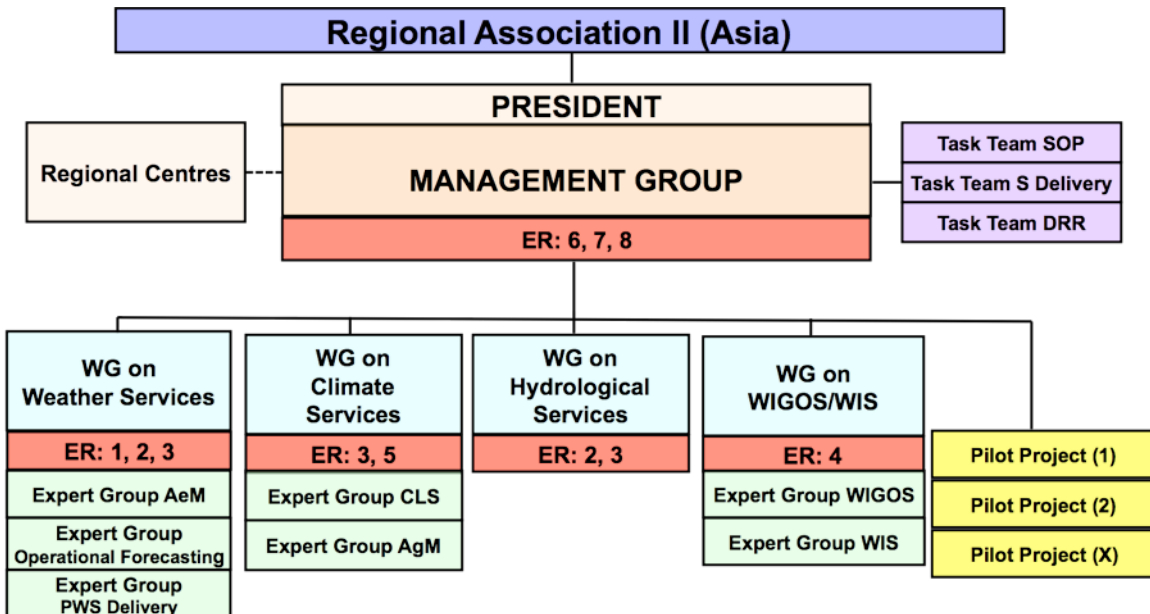 Regional Association II (Asia)
PRESIDENT
MANAGEMENT GROUP
ER: 6, 7, 8
Regional Centres
Task Team SOP
Task Team S Delivery
Task Team DRR
WG on
Weather Services
ER: 1, 2, 3
Expert Group AeM
Expert Group
Operational Forecasting
Expert Group
PWS Delivery
WG on
Climate
Services
ER: 3, 5
Expert Group CLS
Expert Group AgM
WG on
Hydrological
Services
ER: 2, 3
WG on
WIGOS/WIS
ER: 4
Expert Group WIGOS
Expert Group WIS
Pilot Project (1)
Pilot Project (2)
Pilot Project (X)